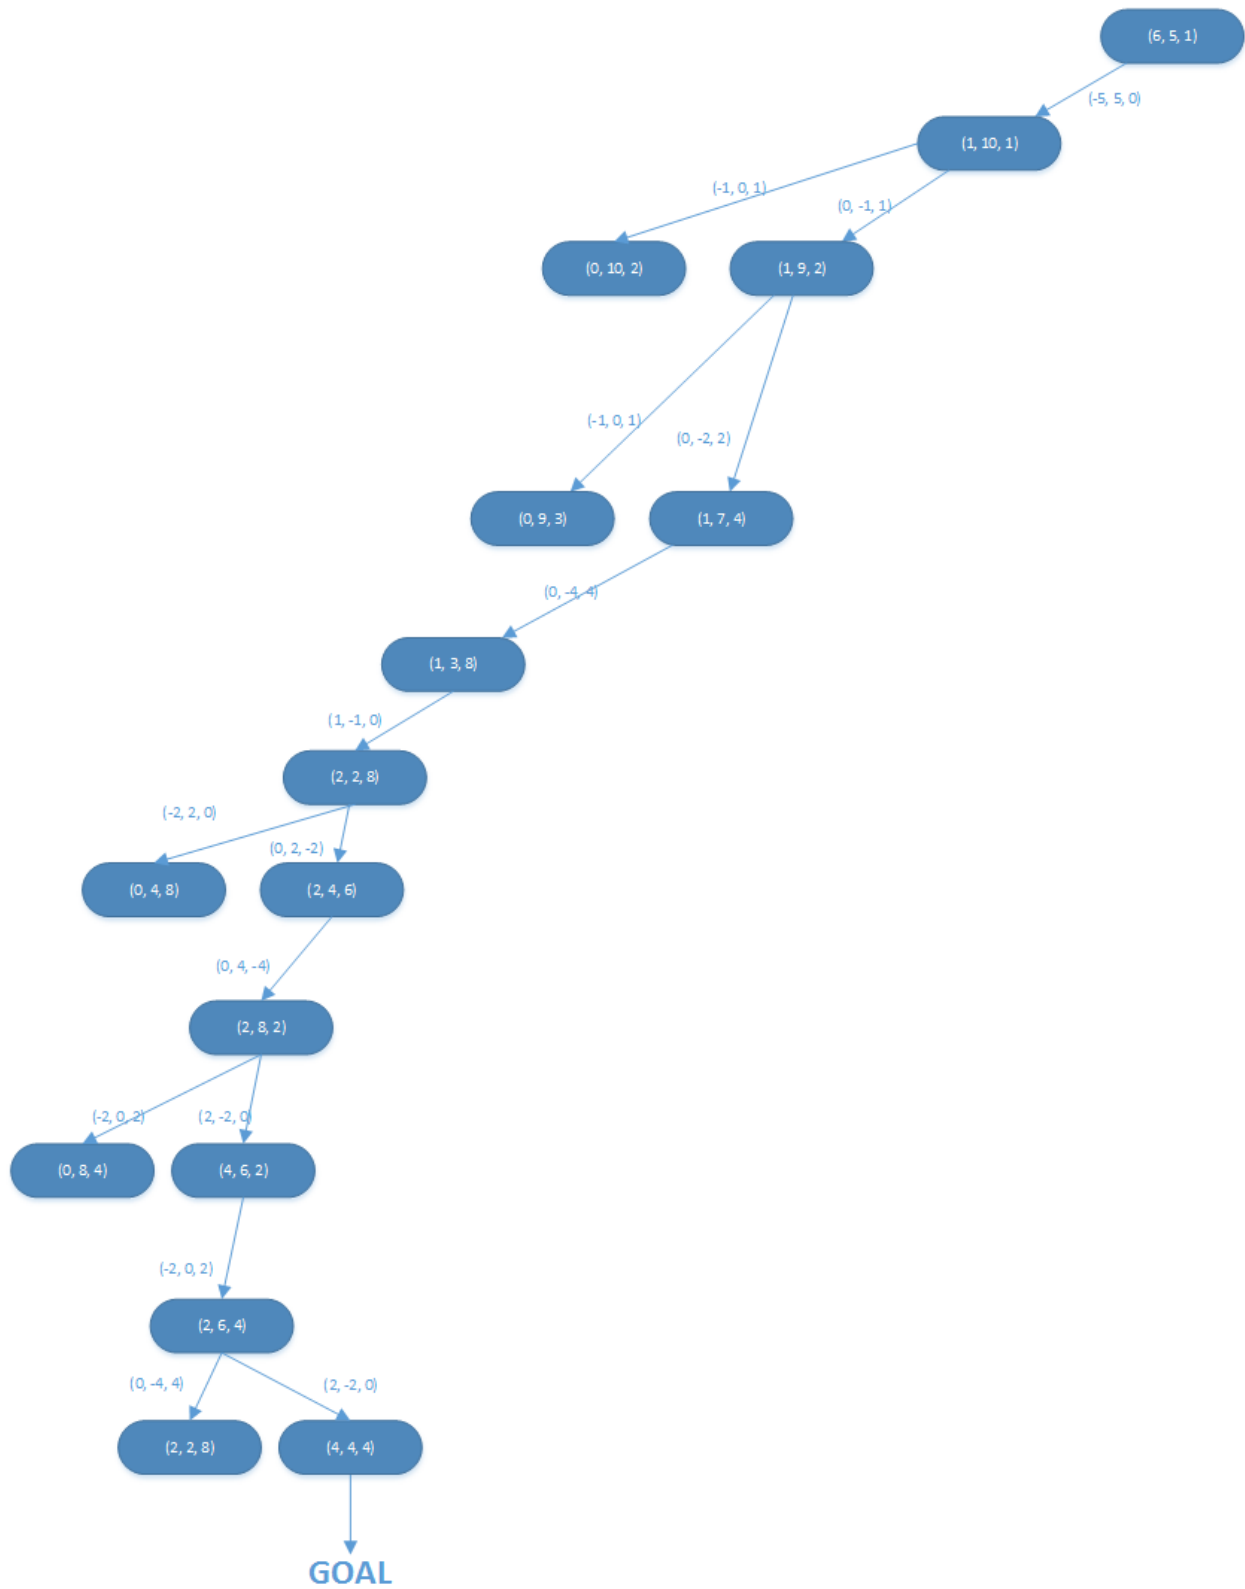 (6, 5, 1)
(-5, 5, 0)
(1, 10, 1)
(-1, 0, 1)
(0, -1, 1)
(0, 10, 2)
(1, 9, 2)
(-1, 0, 1)
(0, -2, 2)
(0, 9, 3)
(1, 7, 4)
(0, -4, 4)
(1, 3, 8)
(1, -1, 0)
(2, 2, 8)
(-2, 2, 0)
(0, 2, -2)
(0, 4, 8)
(2, 4, 6)
(0, 4, -4)
(2, 8, 2)
(-2, 0, 2)
(2, -2, 0)
(0, 8, 4)
(4, 6, 2)
(-2, 0, 2)
(2, 6, 4)
(0, -4, 4)
(2, -2, 0)
(2, 2, 8)
(4, 4, 4)
GOAL